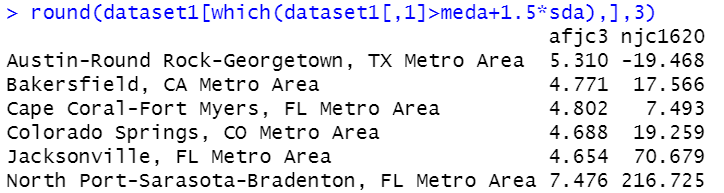 > round(dataset1[which(dataset1[,1]>meda+1.5*sda),],3)
afjc3 njc1620
Austin-Round Rock-Georgetown, TX Metro Area 5.310 -19.468
Bakersfield, CA Metro Area 4.771 17.566
Cape Coral-Fort Myers, FL Metro Area 4.802 7.493
Colorado Springs, CO Metro Area 4.688 19.259
Jacksonville, FL Metro Area 4.654 70.679
North Port-Sarasota-Bradenton, FL Metro Area 7.476 216.725